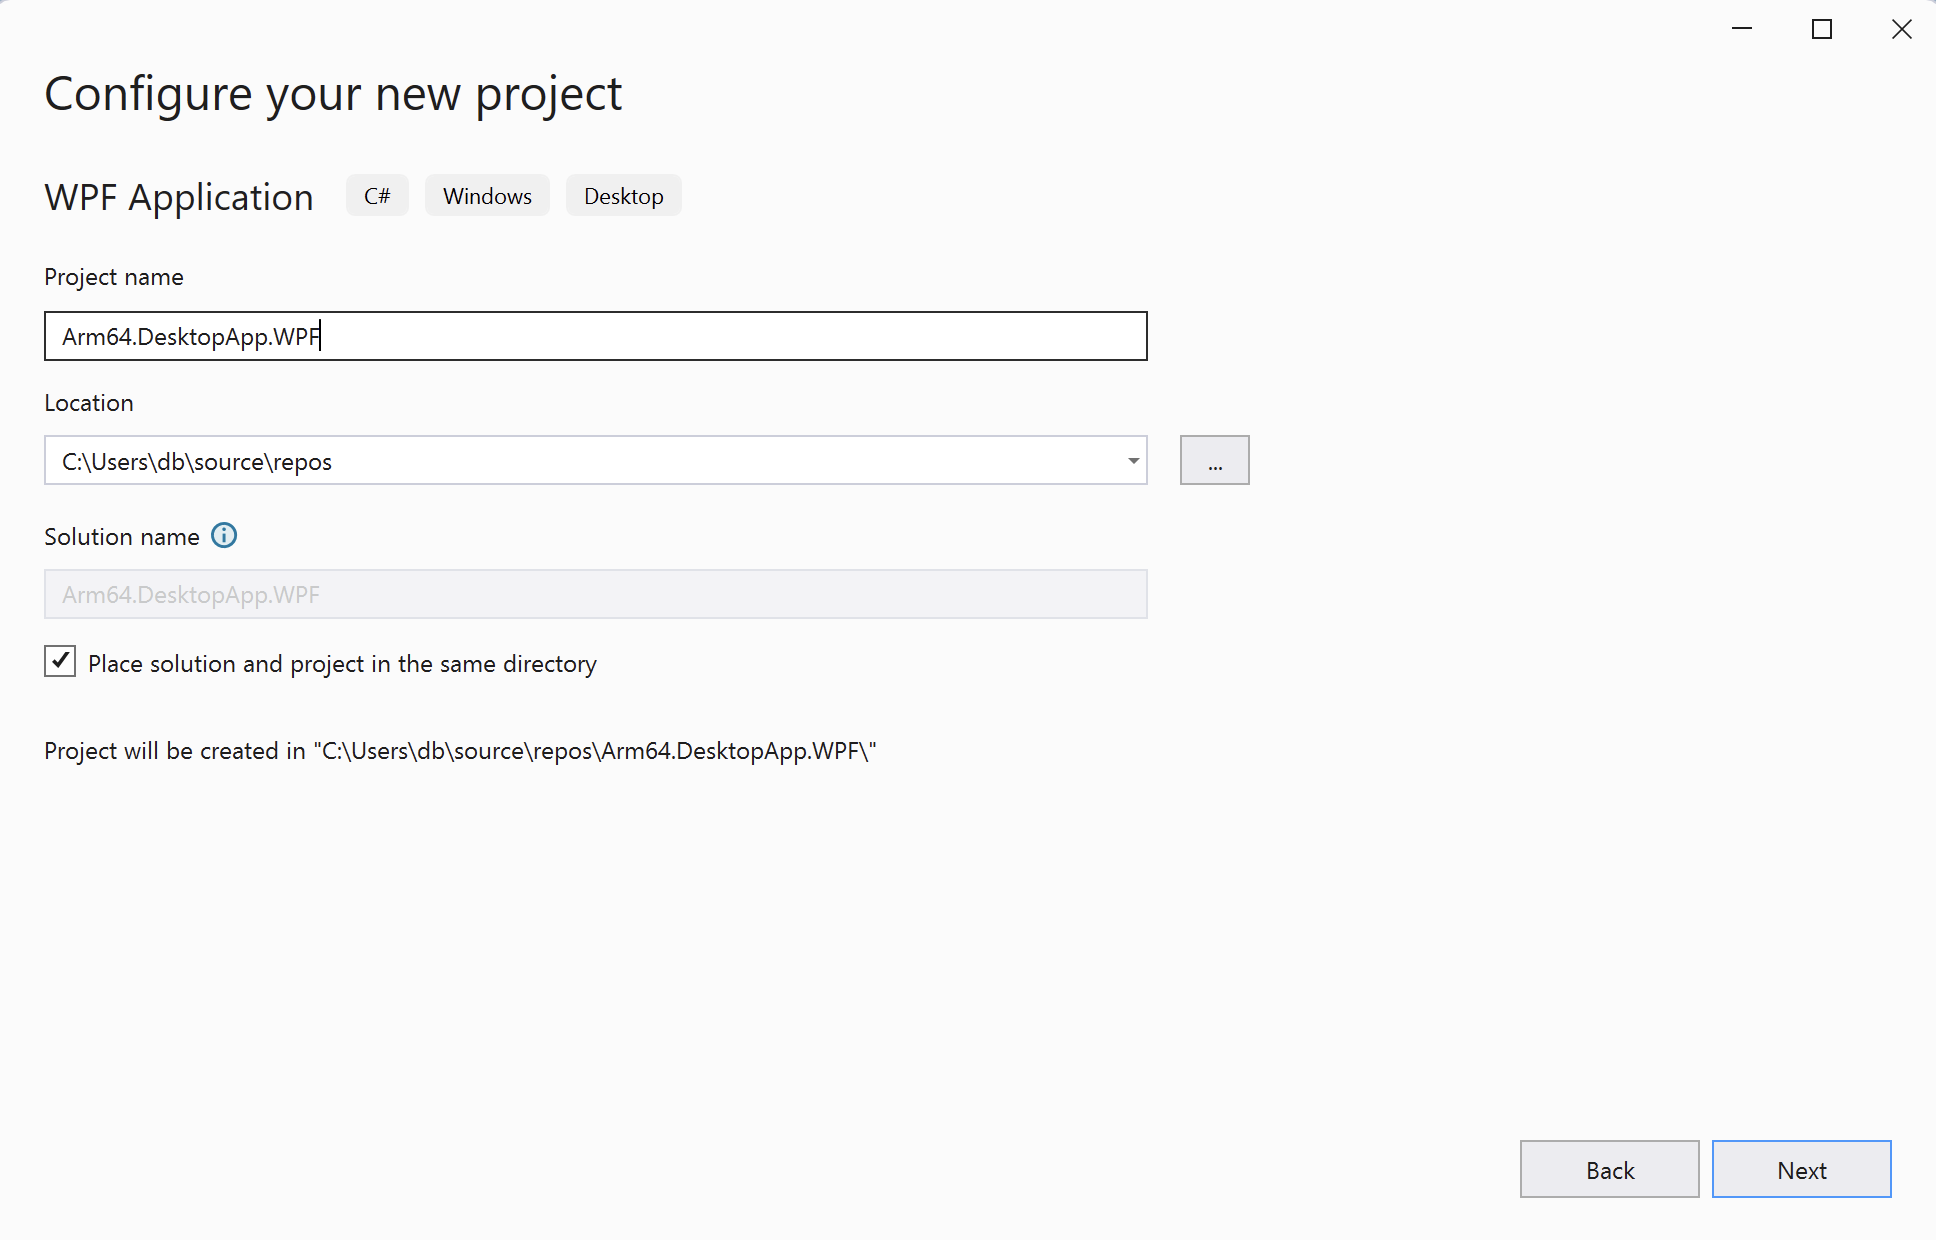 Configure your new project
WPF Application C# Windows Desktop
Project name
Arm64.DesktopApp.WPF
Location
C:\Users\db\source\repos
...
Solution name
Arm64.DesktopApp.WPF
Place solution and project in the same directory
Project will be created in "C:\Users\db\source\repos\Arm64.DesktopApp.WPF\"
Back Next